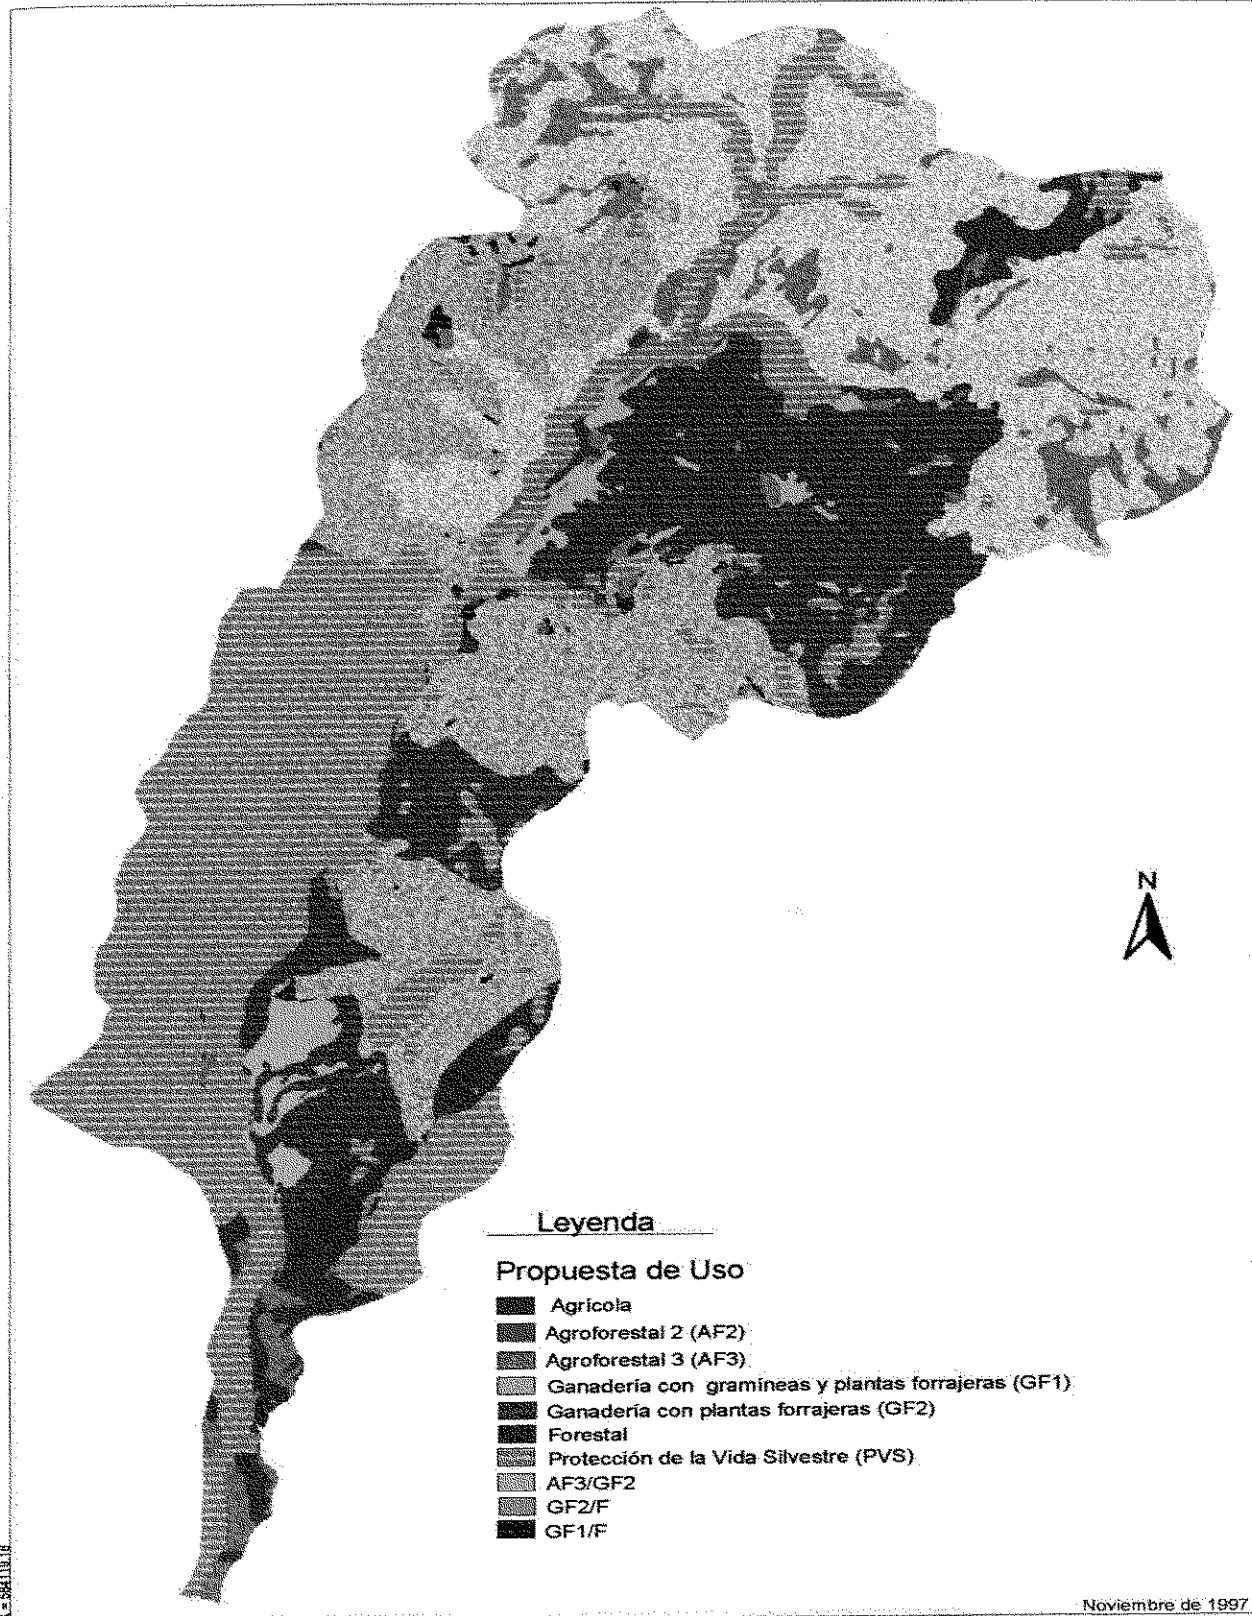 N
Leyenda
Propuesta de Uso
Agrícola
Agroforestal 2 (AF2)
Agroforestal 3 (AF3)
Ganadería con gramíneas y plantas forrajeras (GF1)
Ganadería con plantas forrajeras (GF2)
Forestal
Protección de la Vida Silvestre (PVS)
AF3/GF2
GF2/F
GF1/F
Noviembre de 1997